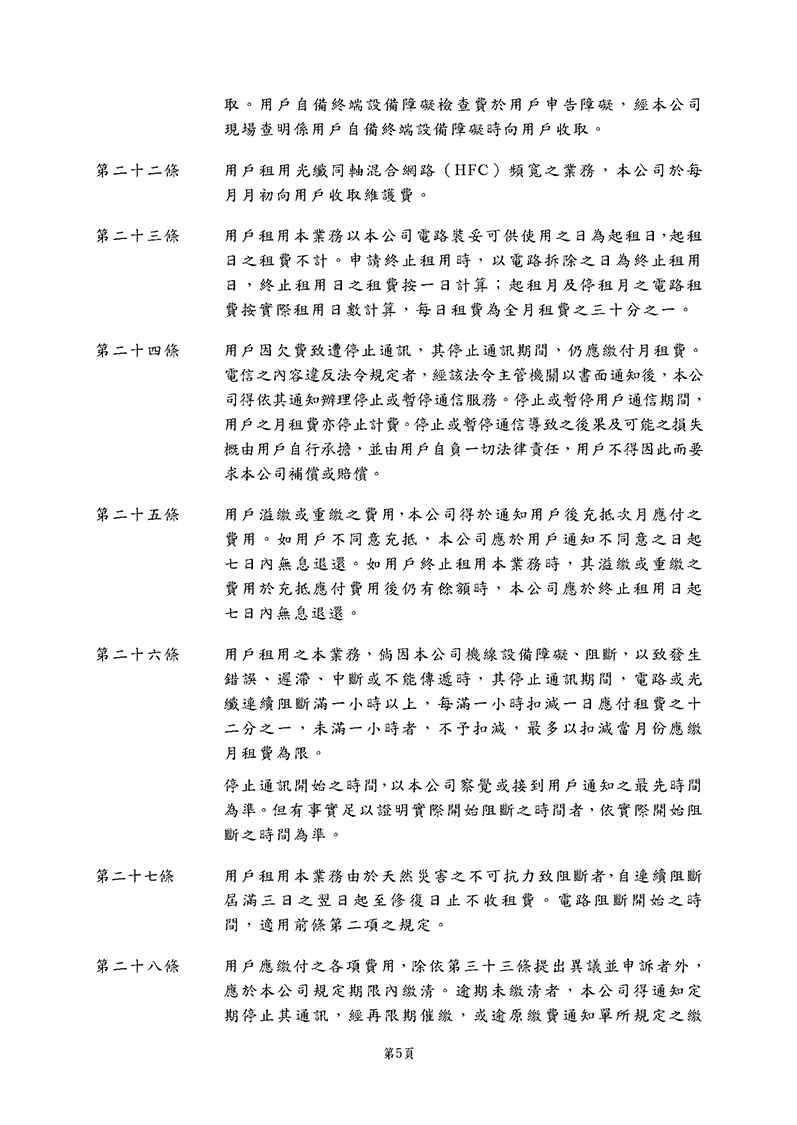 取。用戶自備終端設備障礙檢查費於用戶申告障礙，經本公司
現場查明係用戶自備終端設備障礙時向用戶收取。
第二十二條 用戶租用光纖同軸混合網路（HFC）頻寬之業務，本公司於每
月月初向用戶收取維護費。
第二十三條 用戶租用本業務以本公司電路裝妥可供使用之日為起租日，起租
日之租費不計。申請終止租用時，以電路拆除之日為終止租用
日，終止租用日之租費按一日計算；起租月及停租月之電路租
費按實際租用日數計算，每日租費為全月租費之三十分之一。
第二十四條 用戶因欠費致遭停止通訊，其停止通訊期間，仍應繳付月租費。
電信之內容違反法令規定者，經該法令主管機關以書面通知後，本公
司得依其通知辦理停止或暫停通信服務。停止或暫停用戶通信期間，
用戶之月租費亦停止計費。停止或暫停通信導致之後果及可能之損失
概由用戶自行承擔，並由用戶自負一切法律責任，用戶不得因此而要
求本公司補償或賠償。
第二十五條 用戶溢繳或重繳之費用，本公司得於通知用戶後充抵次月應付之
費用。如用戶不同意充抵，本公司應於用戶通知不同意之日起
七日內無息退還。如用戶終止租用本業務時，其溢繳或重繳之
費用於充抵應付費用後仍有餘額時，本公司應於終止租用日起
七日內無息退還。
第二十六條 用戶租用之本業務，倘因本公司機線設備障礙、阻斷，以致發生
錯誤、遲滯、中斷或不能傳遞時，其停止通訊期間，電路或光
纖連續阻斷滿一小時以上，每滿一小時扣減一日應付租費之十
二分之一，未滿一小時者，不予扣減，最多以扣減當月份應繳
月租費為限。
停止通訊開始之時間，以本公司察覺或接到用戶通知之最先時間
為準。但有事實足以證明實際開始阻斷之時間者，依實際開始阻
斷之時間為準。
第二十七條 用戶租用本業務由於天然災害之不可抗力致阻斷者，自連續阻斷
屆滿三日之翌日起至修復日止不收租費。電路阻斷開始之時
間，適用前條第二項之規定。
第二十八條 用戶應繳付之各項費用，除依第三十三條提出異議並申訴者外，
應於本公司規定期限內繳清。逾期未繳清者，本公司得通知定
期停止其通訊，經再限期催繳，或逾原繳費通知單所規定之繳
第5頁